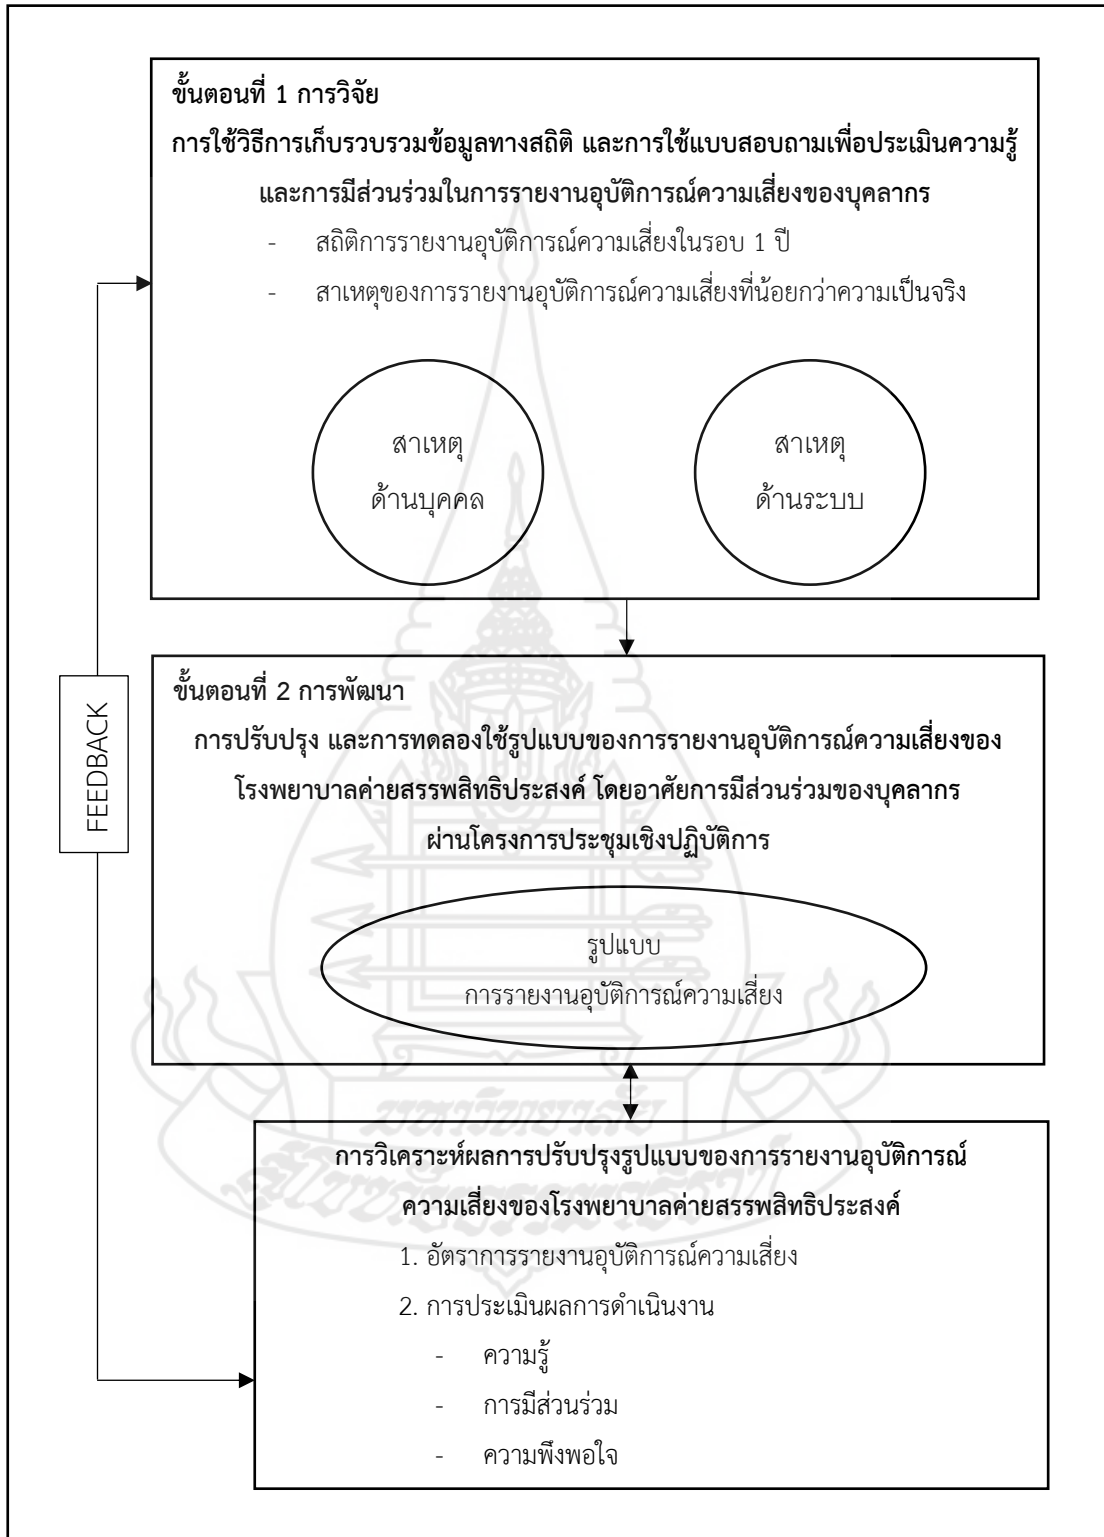 ขั้นตอนที่ 1 การวิจัย
การใช้วิธีการเก็บรวบรวมข้อมูลทางสถิติ และการใช้แบบสอบถามเพื่อประเมินความรู้
และการมีส่วนร่วมในการรายงานอุบัติการณ์ความเสี่ยงของบุคลากร
- สถิติการรายงานอุบัติการณ์ความเสี่ยงในรอบ 1 ปี
- สาเหตุของการรายงานอุบัติการณ์ความเสี่ยงที่น้อยกว่าความเป็นจริง
สาเหตุ
ด้านบุคคล
สาเหตุ
ด้านระบบ
FEEDBACK
ขั้นตอนที่ 2 การพัฒนา
การปรับปรุง และการทดลองใช้รูปแบบของการรายงานอุบัติการณ์ความเสี่ยงของ
โรงพยาบาลค่ายสรรพสิทธิประสงค์ โดยอาศัยการมีส่วนร่วมของบุคลากร
ผ่านโครงการประชุมเชิงปฏิบัติการ
รูปแบบ
การรายงานอุบัติการณ์ความเสี่ยง
มหาวิทยาลัย
สุโขทัยธรรมาธิราช
การวิเคราะห์ผลการปรับปรุงรูปแบบของการรายงานอุบัติการณ์
ความเสี่ยงของโรงพยาบาลค่ายสรรพสิทธิประสงค์
1. อัตราการรายงานอุบัติการณ์ความเสี่ยง
2. การประเมินผลการดำเนินงาน
- ความรู้
- การมีส่วนร่วม
- ความพึงพอใจ